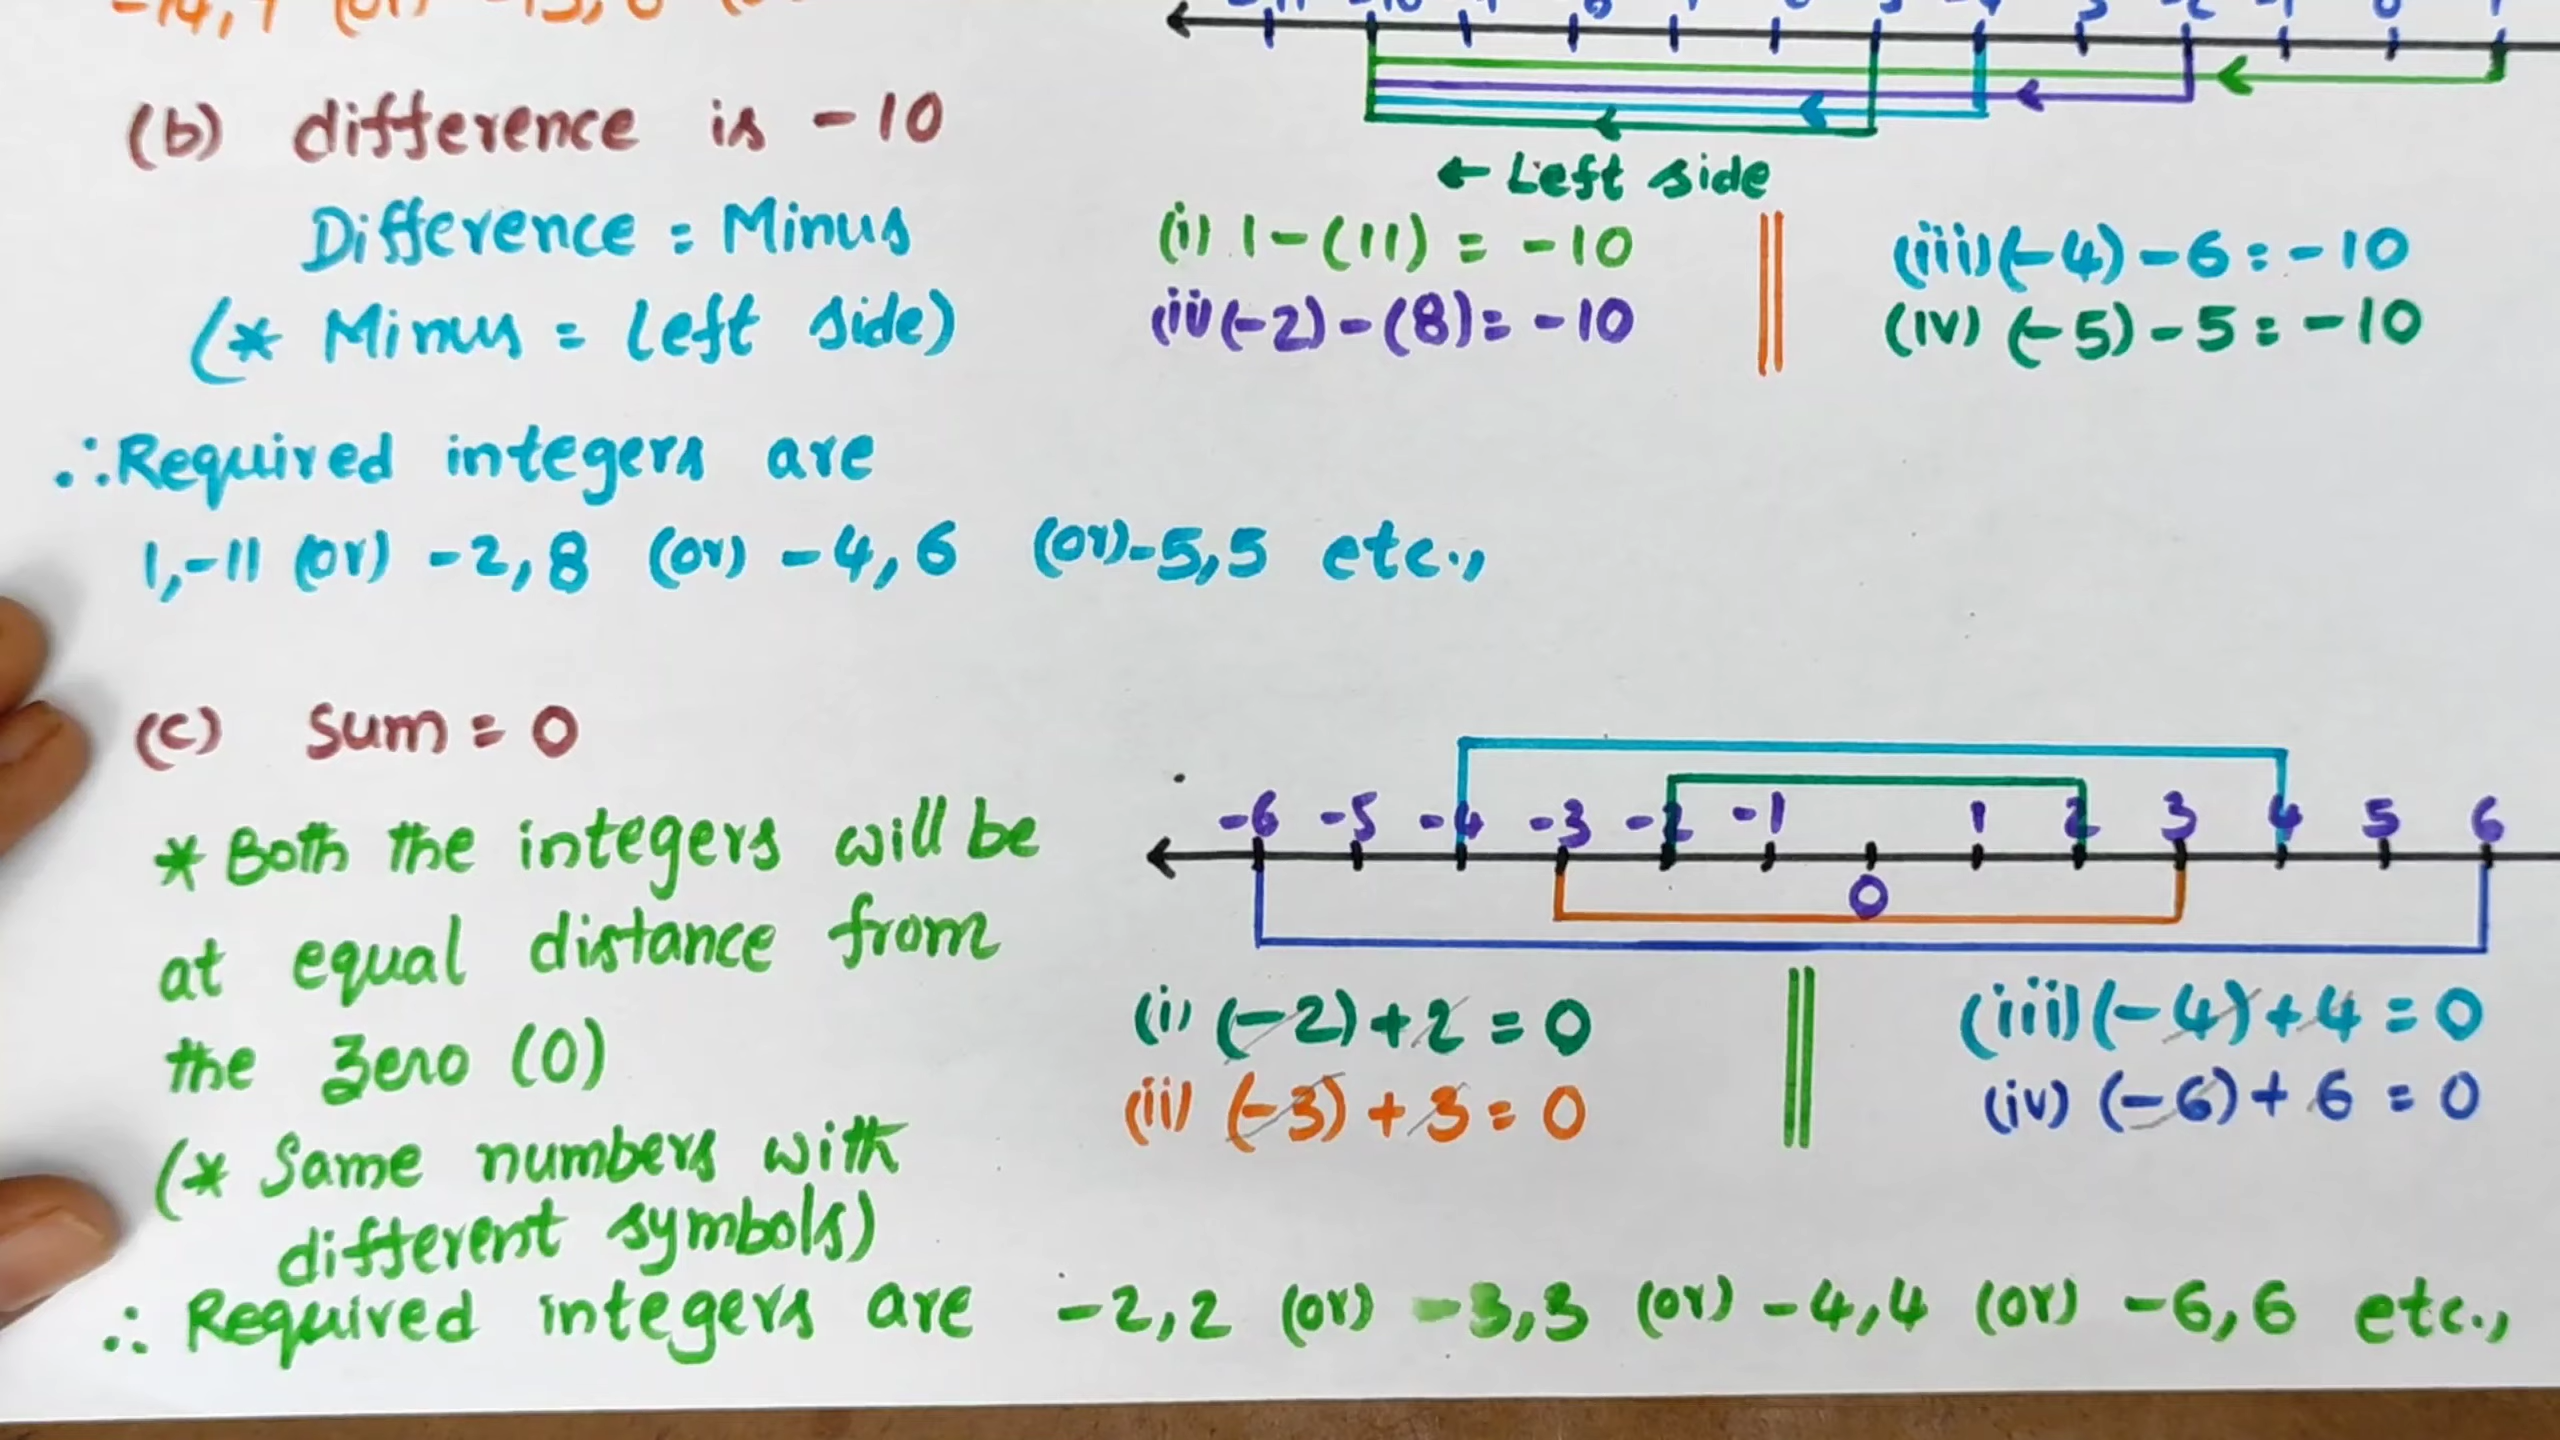 (b) difference is -10
Difference = Minus
(* Minus = Left side)
← Left side
(i) 1-(11) = -10
(ii) (-2)-(8) = -10
(iii) (-4)-6 = -10
(iv) (-5)-5 = -10
∴ Required integers are
1,-11 (or) -2,8 (or) -4,6 (or) -5,5 etc.,
(c) Sum = 0
* Both the integers will be
at equal distance from
the Zero (0)
(* Same numbers with
different symbols)
-6 -5 -4 -3 -2 -1 1 2 3 4 5 6
0
(i) (-2)+2 = 0
(ii) (-3)+3 = 0
(iii) (-4)+4 = 0
(iv) (-6)+6 = 0
∴ Required integers are -2,2 (or) -3,3 (or) -4,4 (or) -6,6 etc.,